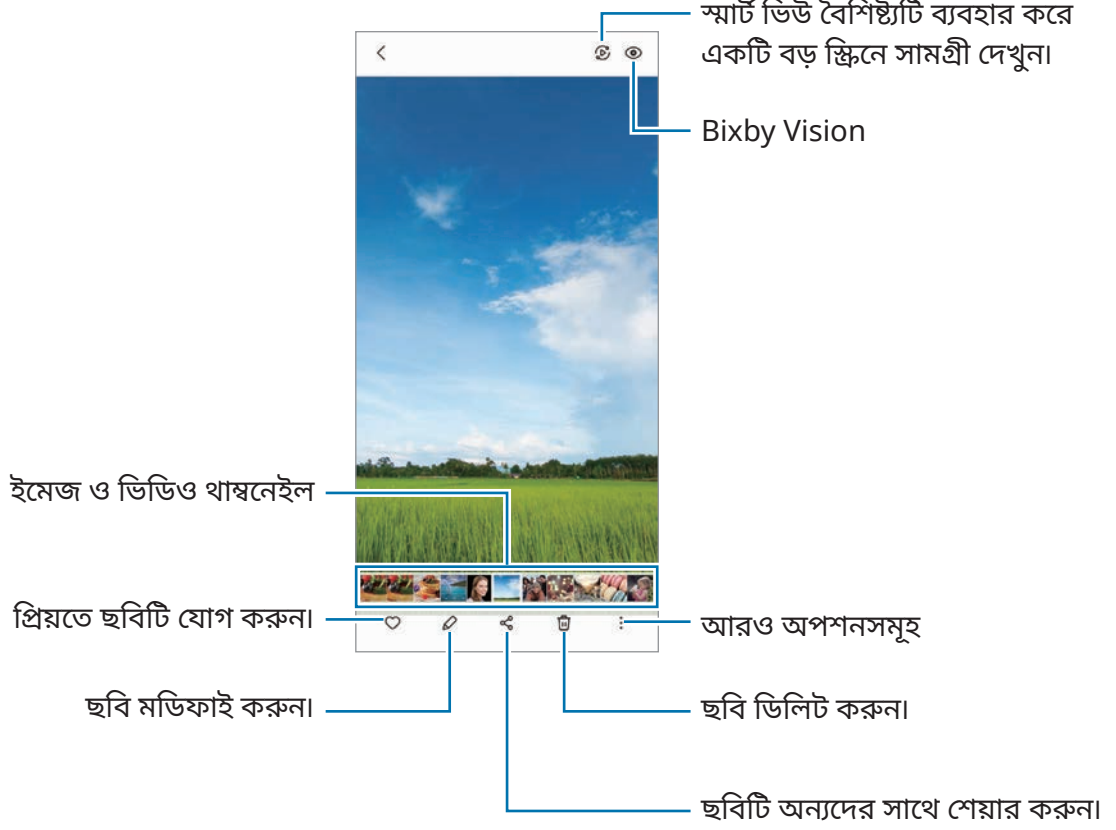 স্মার্ট ভিউ বৈশিষ্ট্যটি ব্যবহার করে
একটি বড় স্ক্রিনে সামগ্রী দেখুন।
Bixby Vision
ইমেজ ও ভিডিও থাম্বনেইল
প্রিয়তে ছবিটি যোগ করুন।
আরও অপশনসমূহ
ছবি মডিফাই করুন।
ছবি ডিলিট করুন।
ছবিটি অন্যদের সাথে শেয়ার করুন।